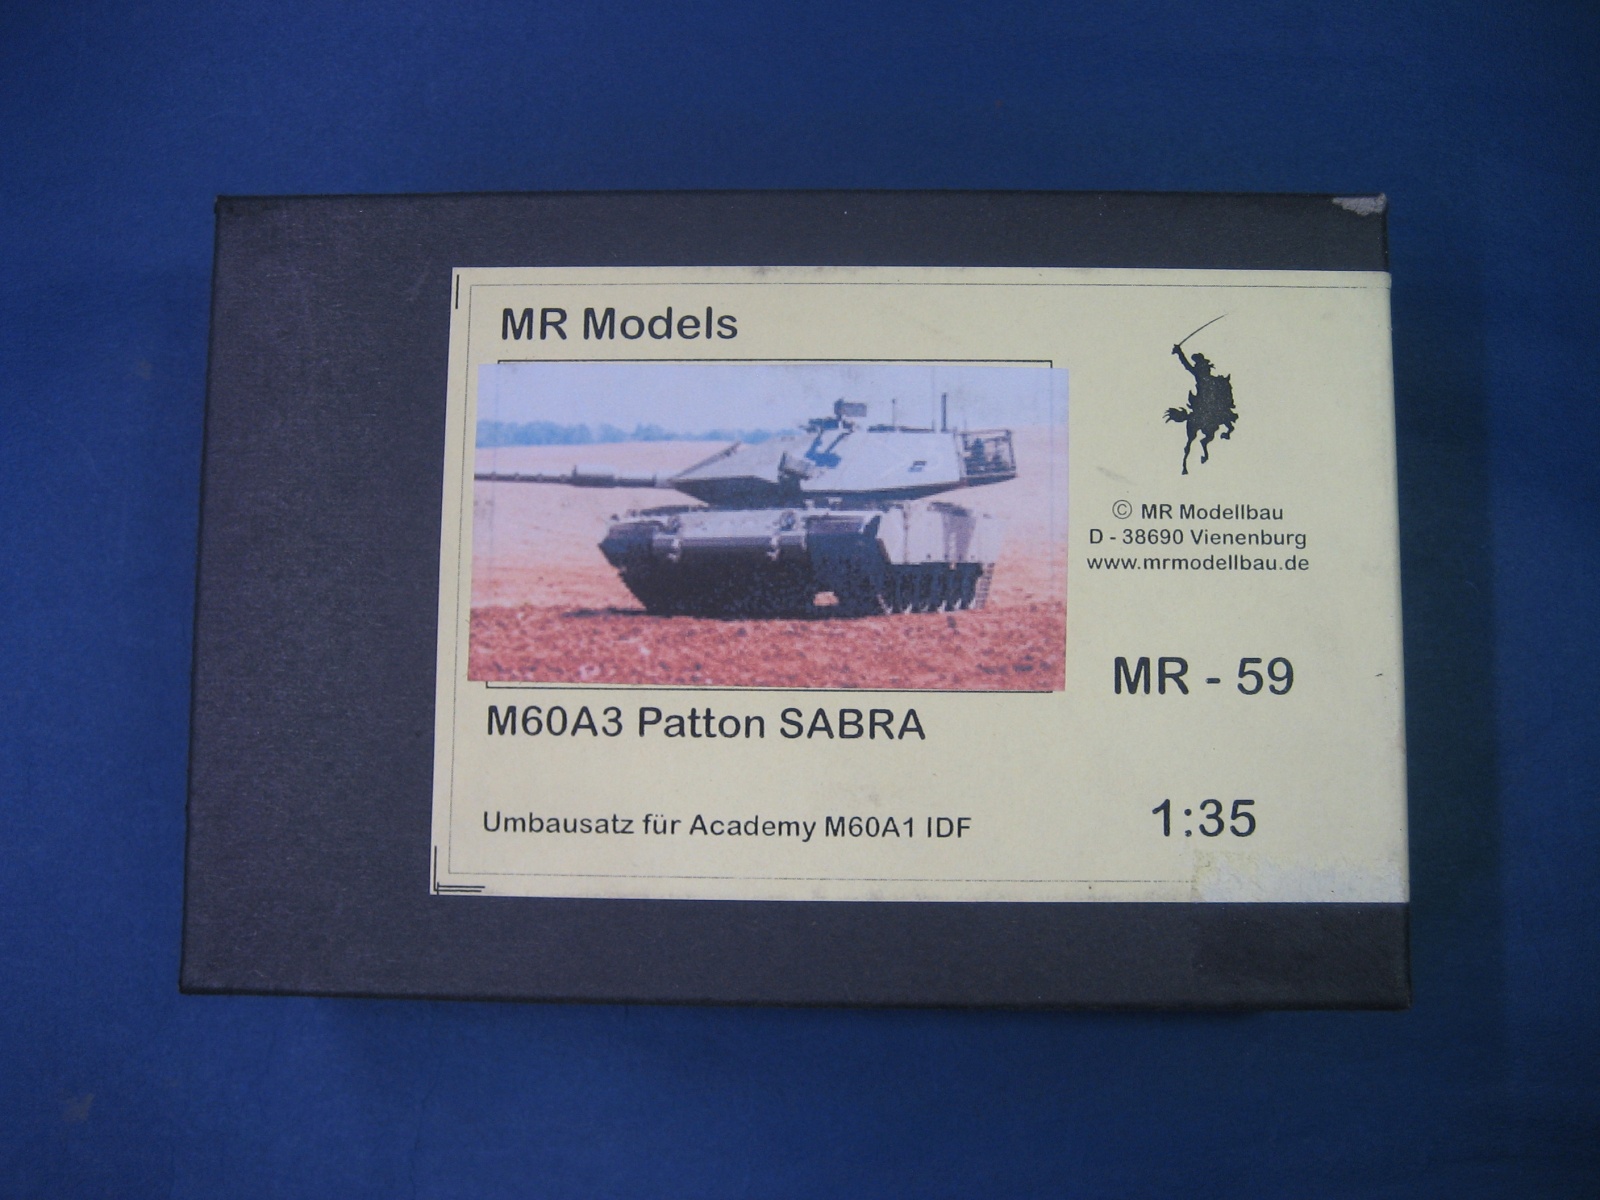 MR Models
© MR Modellbau
D - 38690 Vienenburg
www.mrmodellbau.de
MR - 59
M60A3 Patton SABRA
Umbausatz für Academy M60A1 IDF
1:35